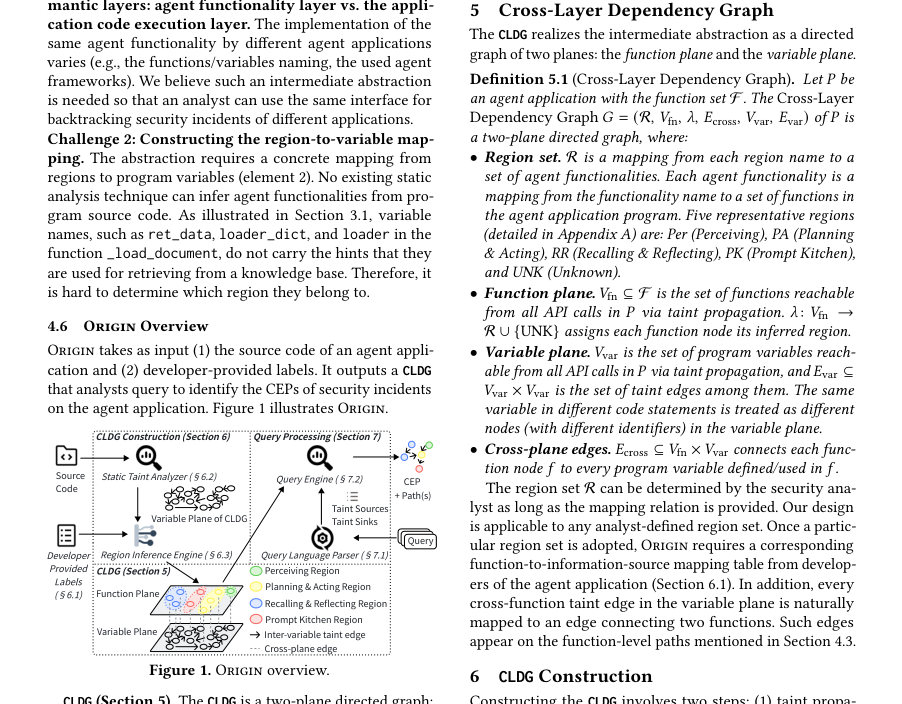 mantic layers: agent functionality layer vs. the appli-
cation code execution layer. The implementation of the
same agent functionality by different agent applications
varies (e.g., the functions/variables naming, the used agent
frameworks). We believe such an intermediate abstraction
is needed so that an analyst can use the same interface for
backtracking security incidents of different applications.
Challenge 2: Constructing the region-to-variable map-
ping. The abstraction requires a concrete mapping from
regions to program variables (element 2). No existing static
analysis technique can infer agent functionalities from pro-
gram source code. As illustrated in Section 3.1, variable
names, such as ret_data, loader_dict, and loader in the
function _load_document, do not carry the hints that they
are used for retrieving from a knowledge base. Therefore, it
is hard to determine which region they belong to.
4.6 ORIGIN Overview
ORIGIN takes as input (1) the source code of an agent appli-
cation and (2) developer-provided labels. It outputs a CLDG
that analysts query to identify the CEPs of security incidents
on the agent application. Figure 1 illustrates ORIGIN.
CLDG Construction (Section 6)
Query Processing (Section 7)
Source
Code
Static Taint Analyzer ( § 6.2)
Query Engine ( § 7.2)
CEP
+ Path(s)
Variable Plane of CLDG
Taint Sources
Taint Sinks
Query
Developer
Provided
Labels
( § 6.1)
Region Inference Engine ( § 6.3)
Query Language Parser ( § 7.1)
CLDG (Section 5)
Function Plane
Variable Plane
Perceiving Region
Planning & Acting Region
Recalling & Reflecting Region
Prompt Kitchen Region
Inter-variable taint edge
Cross-plane edge
Figure 1. ORIGIN overview.
CLDG (Section 5). The CLDG is a two-plane directed graph:
5 Cross-Layer Dependency Graph
The CLDG realizes the intermediate abstraction as a directed
graph of two planes: the function plane and the variable plane.
Definition 5.1 (Cross-Layer Dependency Graph). Let P be
an agent application with the function set ℱ. The Cross-Layer
Dependency Graph G = (ℛ, Vfn, λ, Ecross, Vvar, Evar) of P is
a two-plane directed graph, where:
• Region set. ℛ is a mapping from each region name to a
set of agent functionalities. Each agent functionality is a
mapping from the functionality name to a set of functions in
the agent application program. Five representative regions
(detailed in Appendix A) are: Per (Perceiving), PA (Planning
& Acting), RR (Recalling & Reflecting), PK (Prompt Kitchen),
and UNK (Unknown).
• Function plane. Vfn ⊆ ℱ is the set of functions reachable
from all API calls in P via taint propagation. λ: Vfn →
ℛ ∪ {UNK} assigns each function node its inferred region.
• Variable plane. Vvar is the set of program variables reach-
able from all API calls in P via taint propagation, and Evar ⊆
Vvar × Vvar is the set of taint edges among them. The same
variable in different code statements is treated as different
nodes (with different identifiers) in the variable plane.
• Cross-plane edges. Ecross ⊆ Vfn × Vvar connects each func-
tion node f to every program variable defined/used in f.
The region set ℛ can be determined by the security ana-
lyst as long as the mapping relation is provided. Our design
is applicable to any analyst-defined region set. Once a partic-
ular region set is adopted, ORIGIN requires a corresponding
function-to-information-source mapping table from develop-
ers of the agent application (Section 6.1). In addition, every
cross-function taint edge in the variable plane is naturally
mapped to an edge connecting two functions. Such edges
appear on the function-level paths mentioned in Section 4.3.
6 CLDG Construction
Constructing the CLDG involves two steps: (1) taint propa-